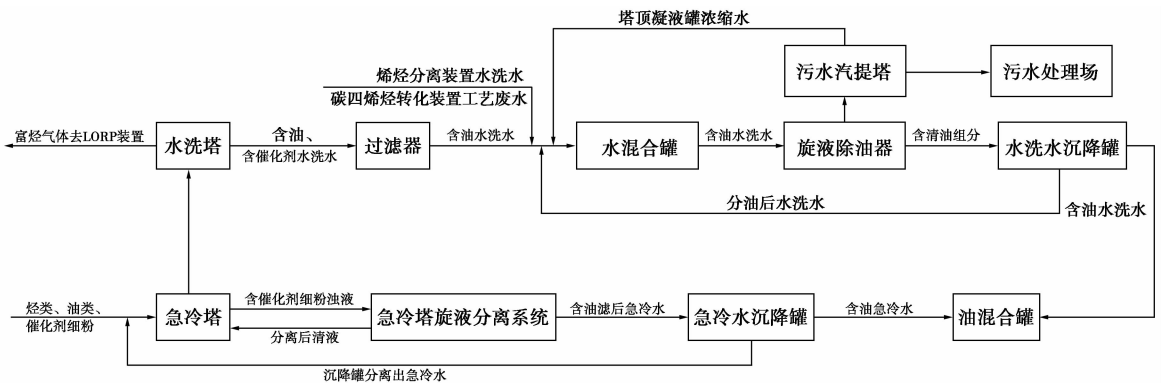 塔顶凝液罐浓缩水
污水汽提塔
污水处理场
烯烃分离装置水洗水
碳四烯烃转化装置工艺废水
富烃气体去LORP装置
水洗塔
含油、
含催化剂水洗水
过滤器
含油水洗水
水混合罐
含油水洗水
旋液除油器
含清油组分
水洗水沉降罐
分油后水洗水
含油水洗水
烃类、油类、
催化剂细粉
急冷塔
含催化剂细粉浊液
分离后清液
急冷塔旋液分离系统
含油滤后急冷水
急冷水沉降罐
含油急冷水
油混合罐
沉降罐分离出急冷水